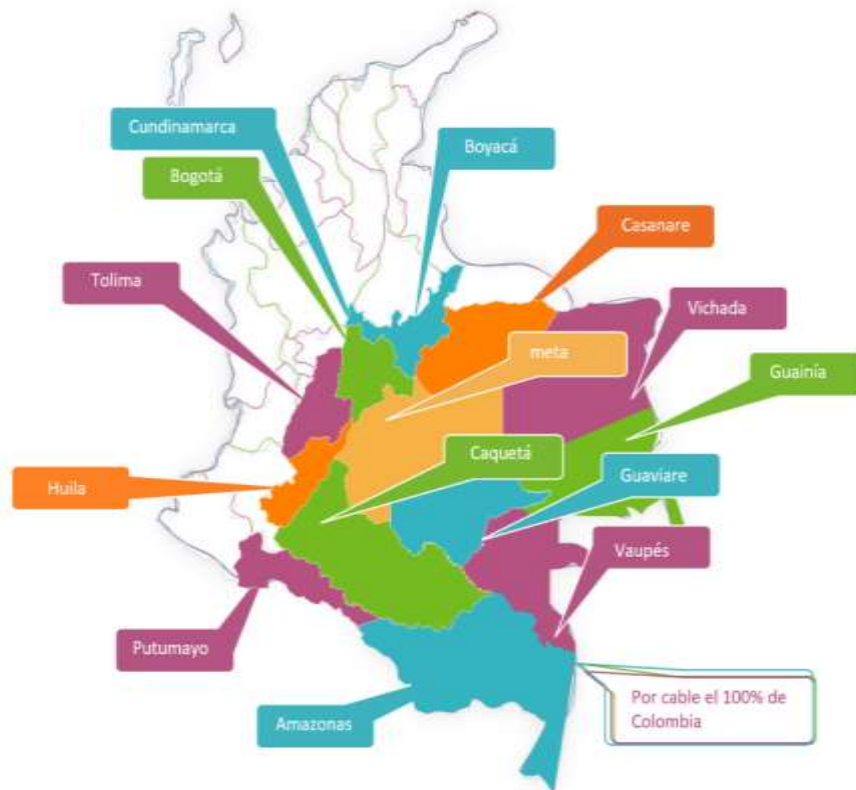 Cundinamarca
Boyacá
Bogotá
Casanare
Tolima
Vichada
meta
Guainía
Caquetá
Guaviare
Huila
Vaupés
Putumayo
Por cable el 100% de
Colombia
Amazonas